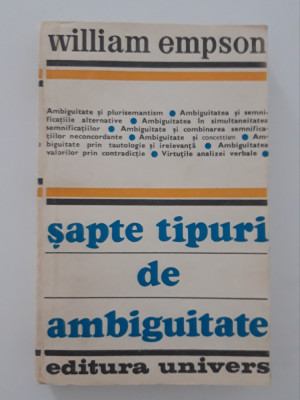 william empson
Ambiguitate și plurisemantism ● Ambiguitatea și semni-
ficațiile alternative ● Ambiguitatea în simultaneitatea
semnificațiilor ● Ambiguitate și combinarea semnifica-
țiilor neconcordante ● Ambiguitate și concettism ● Am-
biguitate prin tautologie și irelevanță ● Ambiguitatea
valorilor prin contradicție ● Virtuțile analizei verbale ●
șapte tipuri
de
ambiguitate
editura univers